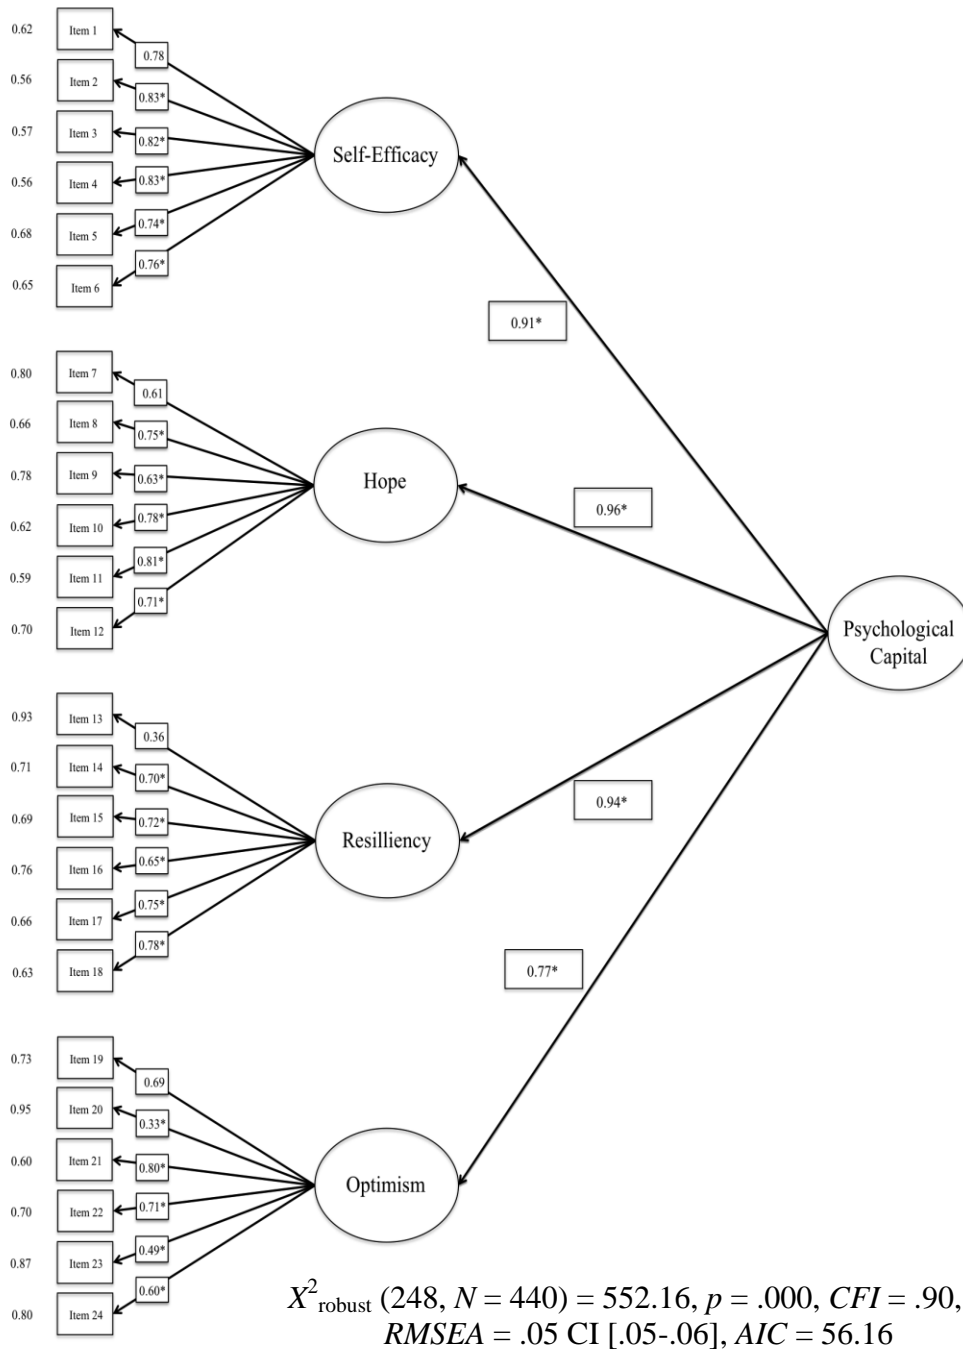 0.62 Item 1 0.78
0.56 Item 2 0.83*
0.57 Item 3 0.82*
0.56 Item 4 0.83*
0.68 Item 5 0.74*
0.65 Item 6 0.76*
Self-Efficacy
0.91*
0.80 Item 7 0.61
0.66 Item 8 0.75*
0.78 Item 9 0.63*
0.62 Item 10 0.78*
0.59 Item 11 0.81*
0.70 Item 12 0.71*
Hope
0.96*
Psychological
Capital
0.93 Item 13 0.36
0.71 Item 14 0.70*
0.69 Item 15 0.72*
0.76 Item 16 0.65*
0.66 Item 17 0.75*
0.63 Item 18 0.78*
Resilliency
0.94*
0.77*
0.73 Item 19 0.69
0.95 Item 20 0.33*
0.60 Item 21 0.80*
0.70 Item 22 0.71*
0.87 Item 23 0.49*
0.80 Item 24 0.60*
Optimism
X²robust (248, N = 440) = 552.16, p = .000, CFI = .90,
RMSEA = .05 CI [.05-.06], AIC = 56.16